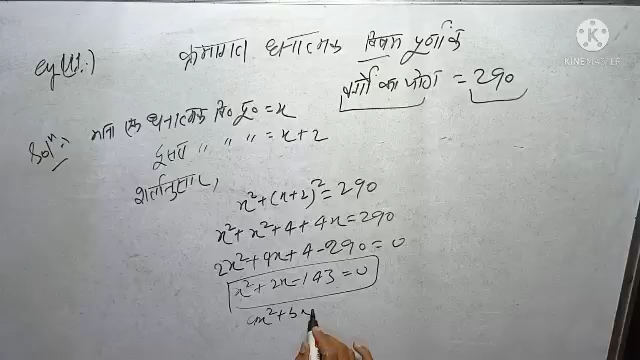 eg(11.) क्रमागत धनात्मक विषम पूर्णांक
वर्गों का योग = 290
Solⁿ:- माना एक धनात्मक वि० पू० = x
दूसरा " " " = x+2
शर्तानुसार,
x²+(x+2)²=290
x²+x²+4+4x=290
2x²+4x+4-290=0
x²+2x-143=0
ax²+bx
KINEMASTER